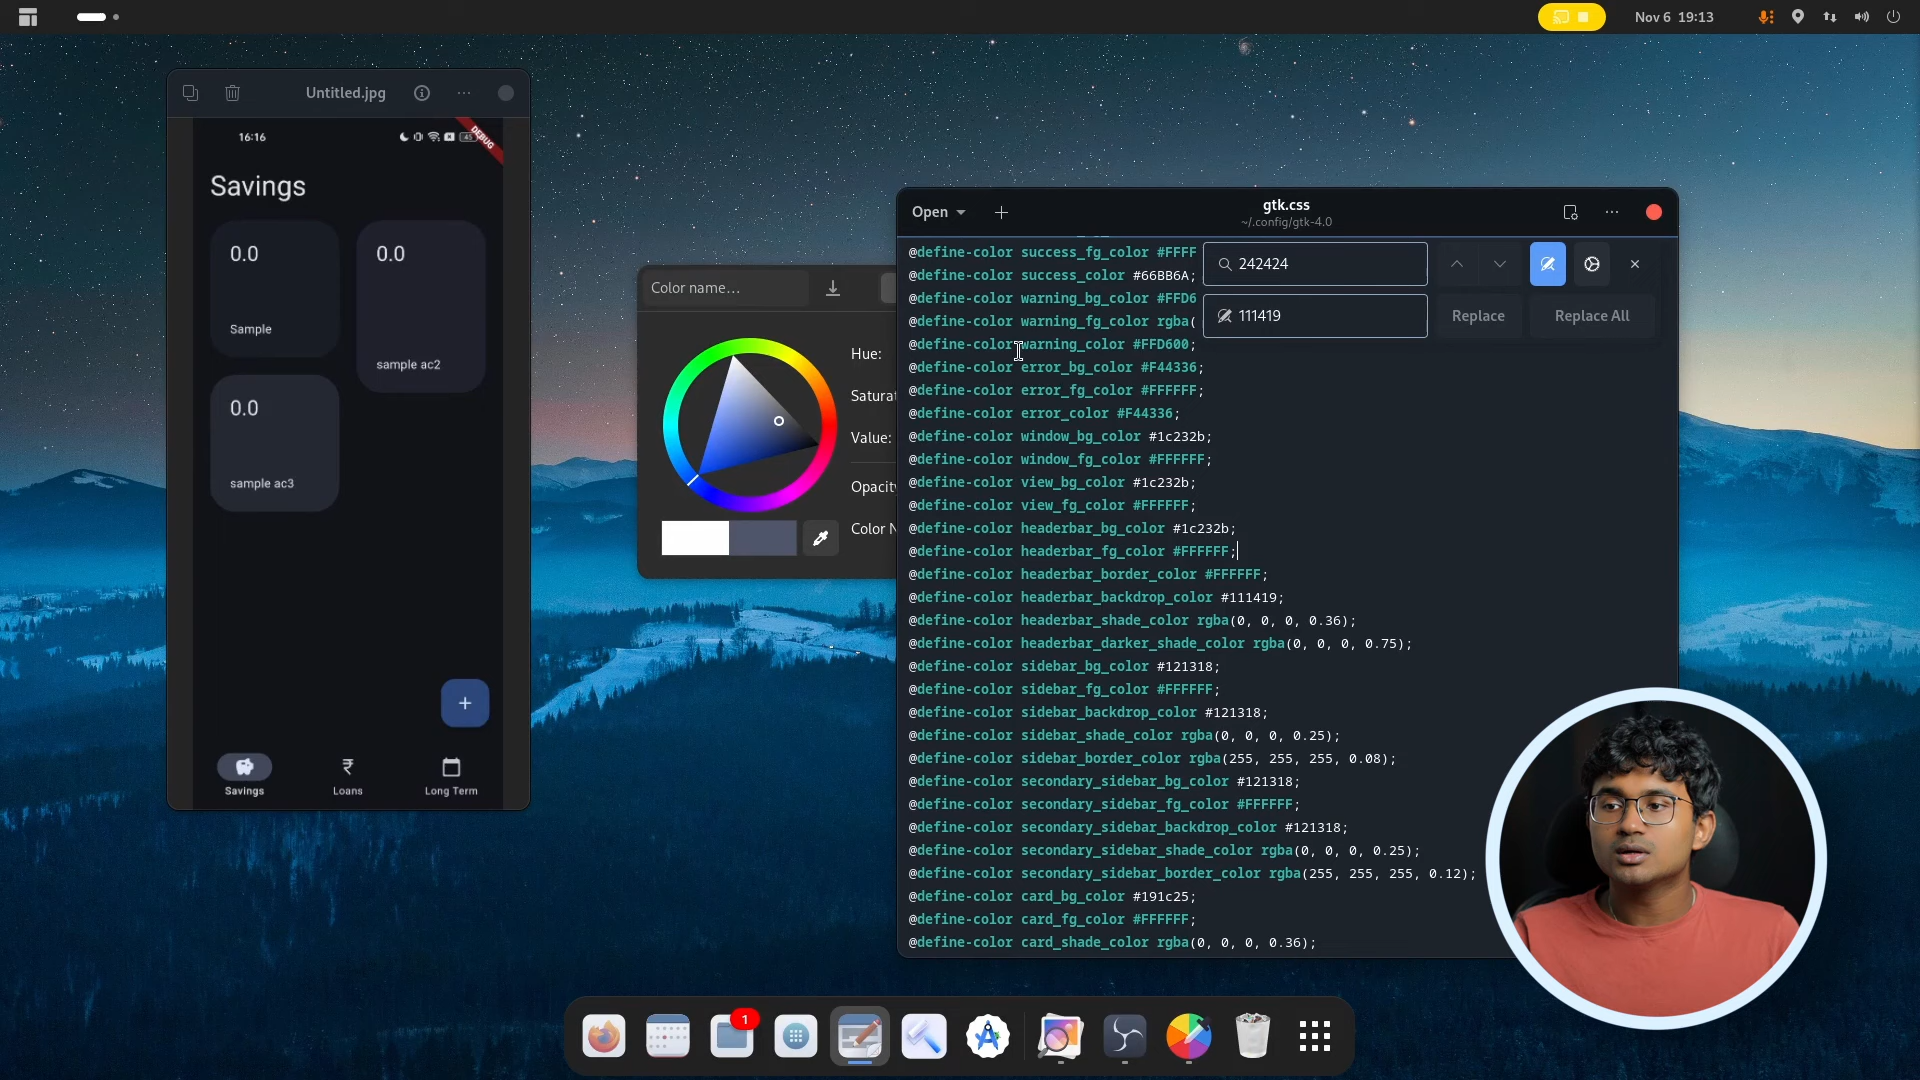 Nov 6 19:13
Untitled.jpg
16:16
45
DEBUG
Savings
0.0
Sample
0.0
sample ac2
0.0
sample ac3
+
Savings
₹
Loans
Long Term
Color name...
Hue:
Satura
Value:
Opacit
Color N
Open
gtk.css
~/.config/gtk-4.0
242424
111419
Replace
Replace All
@define-color success_fg_color #FFFF
@define-color success_color #66BB6A;
@define-color warning_bg_color #FFD6
@define-color warning_fg_color rgba(
@define-color warning_color #FFD600;
@define-color error_bg_color #F44336;
@define-color error_fg_color #FFFFFF;
@define-color error_color #F44336;
@define-color window_bg_color #1c232b;
@define-color window_fg_color #FFFFFF;
@define-color view_bg_color #1c232b;
@define-color view_fg_color #FFFFFF;
@define-color headerbar_bg_color #1c232b;
@define-color headerbar_fg_color #FFFFFF;
@define-color headerbar_border_color #FFFFFF;
@define-color headerbar_backdrop_color #111419;
@define-color headerbar_shade_color rgba(0, 0, 0, 0.36);
@define-color headerbar_darker_shade_color rgba(0, 0, 0, 0.75);
@define-color sidebar_bg_color #121318;
@define-color sidebar_fg_color #FFFFFF;
@define-color sidebar_backdrop_color #121318;
@define-color sidebar_shade_color rgba(0, 0, 0, 0.25);
@define-color sidebar_border_color rgba(255, 255, 255, 0.08);
@define-color secondary_sidebar_bg_color #121318;
@define-color secondary_sidebar_fg_color #FFFFFF;
@define-color secondary_sidebar_backdrop_color #121318;
@define-color secondary_sidebar_shade_color rgba(0, 0, 0, 0.25);
@define-color secondary_sidebar_border_color rgba(255, 255, 255, 0.12);
@define-color card_bg_color #191c25;
@define-color card_fg_color #FFFFFF;
@define-color card_shade_color rgba(0, 0, 0, 0.36);
1